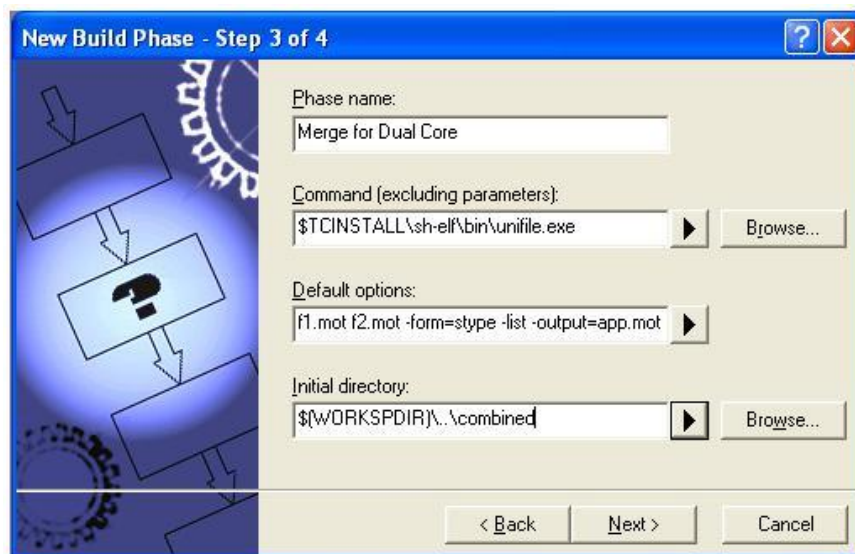 New Build Phase - Step 3 of 4
Phase name:
Merge for Dual Core
Command (excluding parameters):
$TCINSTALL\sh-elf\bin\unifile.exe
Browse...
Default options:
f1.mot f2.mot -form=stype -list -output=app.mot
Initial directory:
$(WORKSPDIR)\..\combined
Browse...
< Back
Next >
Cancel